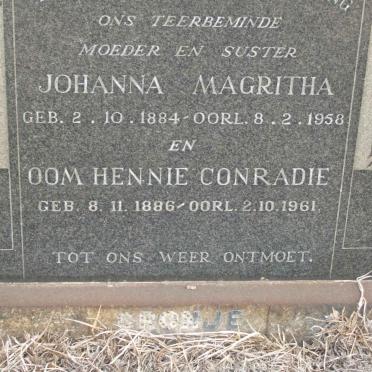 ONS TEERBEMINDE
MOEDER EN SUSTER
JOHANNA MAGRITHA
GEB. 2.10.1884-OORL. 8.2.1958
EN
OOM HENNIE CONRADIE
GEB. 8.11.1886-OORL. 2.10.1961.
TOT ONS WEER ONTMOET.
CRONJE